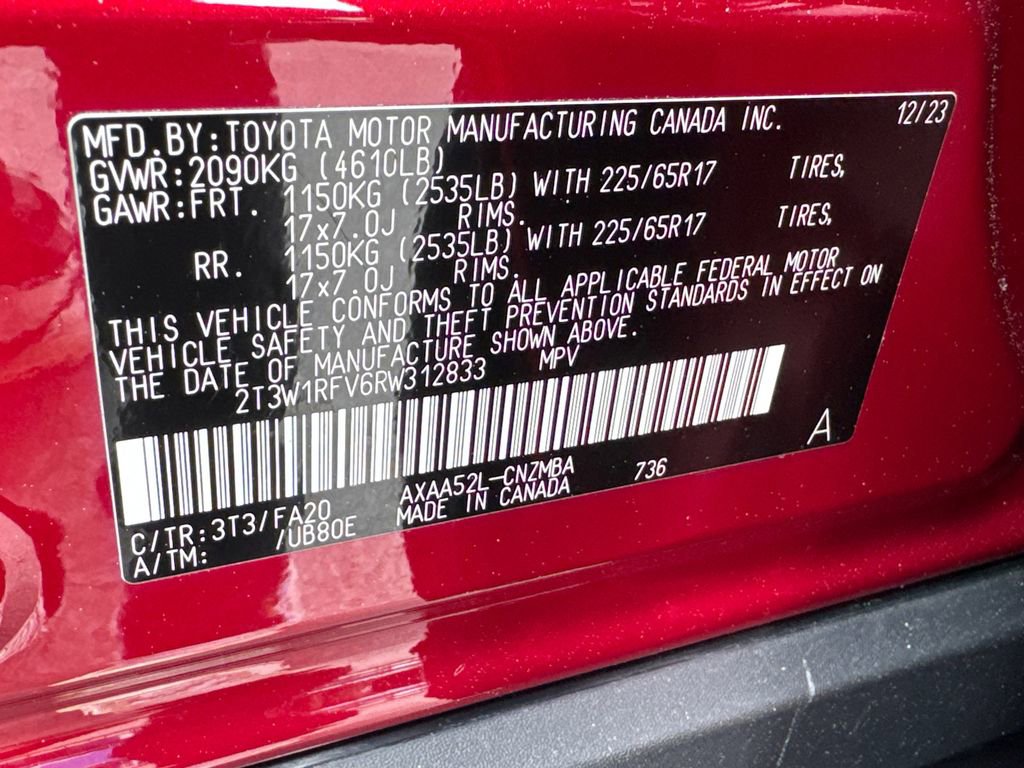 MFD.BY:TOYOTA MOTOR MANUFACTURING CANADA INC. 12/23
GVWR:2090KG (4610LB)
GAWR:FRT. 1150KG (2535LB) WITH 225/65R17 TIRES,
17x7.0J RIMS.
RR. 1150KG (2535LB) WITH 225/65R17 TIRES,
17x7.0J RIMS.
THIS VEHICLE CONFORMS TO ALL APPLICABLE FEDERAL MOTOR
VEHICLE SAFETY AND THEFT PREVENTION STANDARDS IN EFFECT ON
THE DATE OF MANUFACTURE SHOWN ABOVE.
2T3W1RFV6RW312833 MPV
A
AXAA52L-CNZMBA 736
C/TR:3T3/FA20 MADE IN CANADA
A/TM: /UB80E